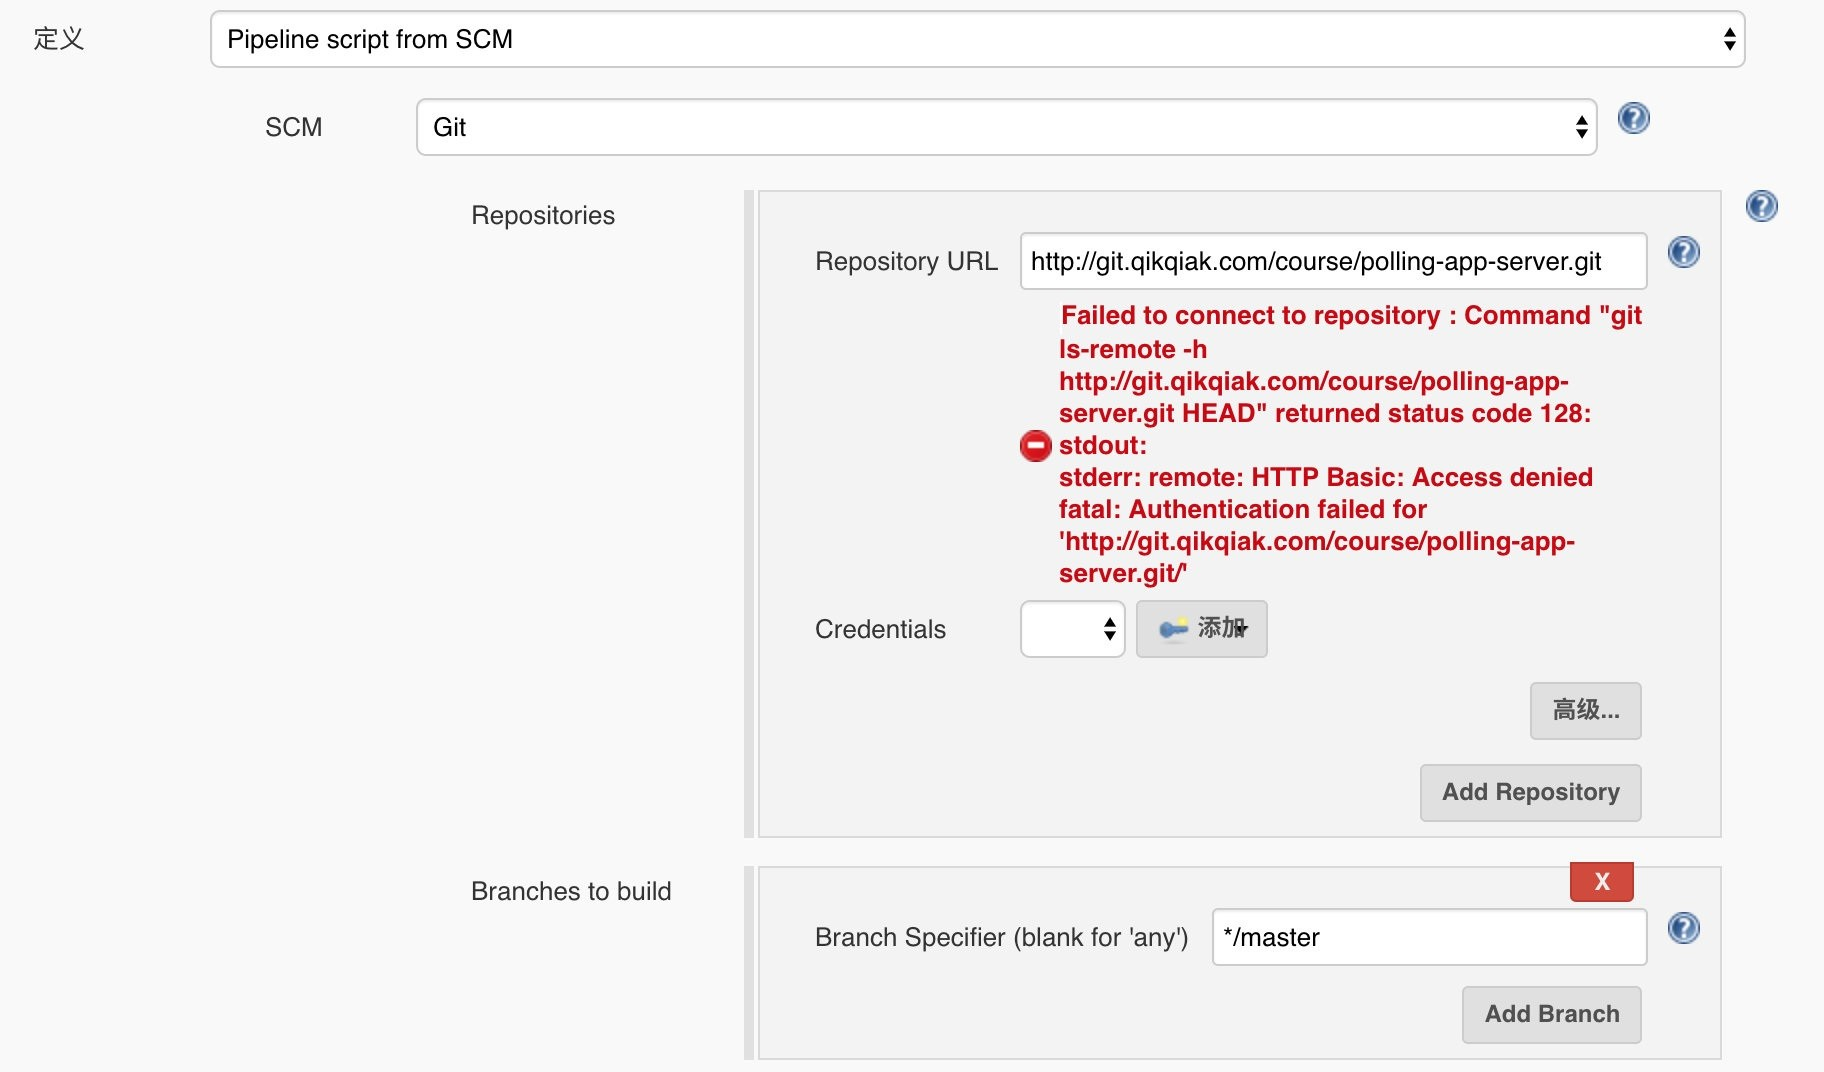 定义
Pipeline script from SCM
SCM
Git
Repositories
Repository URL
http://git.qikqiak.com/course/polling-app-server.git
Failed to connect to repository : Command "git
ls-remote -h
http://git.qikqiak.com/course/polling-app-
server.git HEAD" returned status code 128:
stdout:
stderr: remote: HTTP Basic: Access denied
fatal: Authentication failed for
'http://git.qikqiak.com/course/polling-app-
server.git/'
Credentials
添加
高级...
Add Repository
Branches to build
X
Branch Specifier (blank for 'any')
*/master
Add Branch